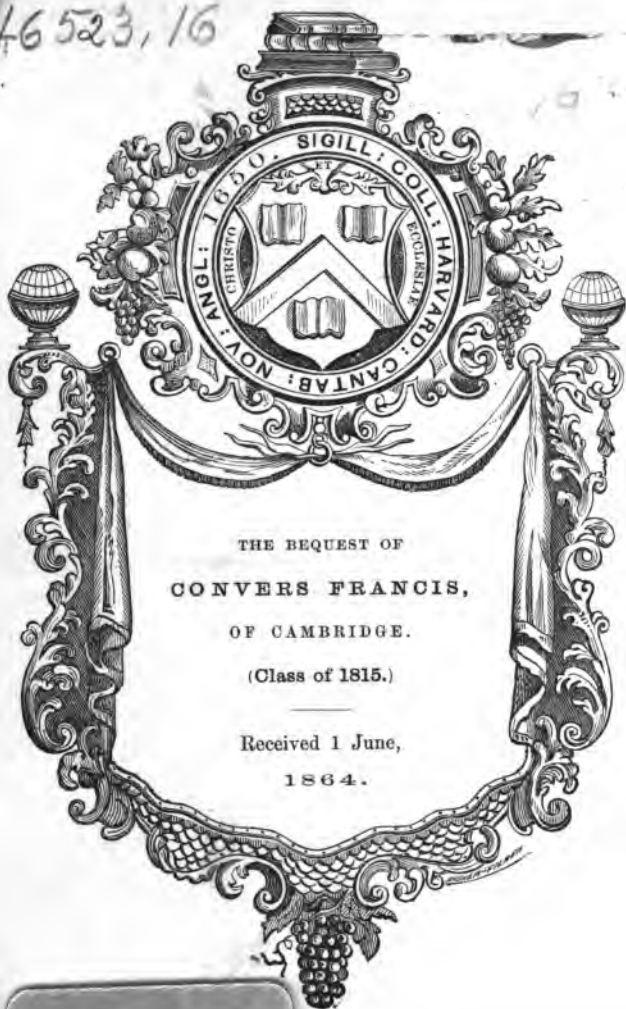 46523,16
SIGILL: COLL: HARVARD: CANTAB: NOV: ANGL: 1650.
ET
CHRISTO
ECCLESIAE
THE BEQUEST OF
CONVERS FRANCIS,
OF CAMBRIDGE.
(Class of 1815.)
Received 1 June,
1864.